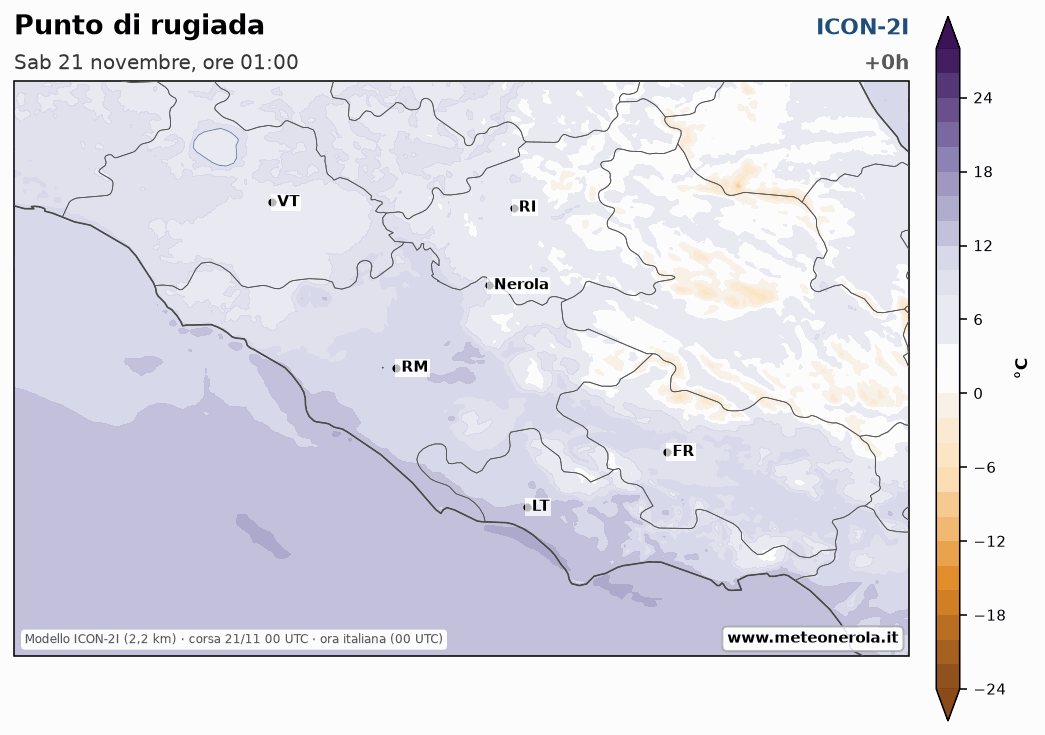 Punto di rugiada
ICON-2I
Sab 21 novembre, ore 01:00
+0h
24
18
12
6
0
−6
−12
−18
−24
°C
VT
RI
Nerola
RM
FR
LT
Modello ICON-2I (2,2 km) · corsa 21/11 00 UTC · ora italiana (00 UTC)
www.meteonerola.it